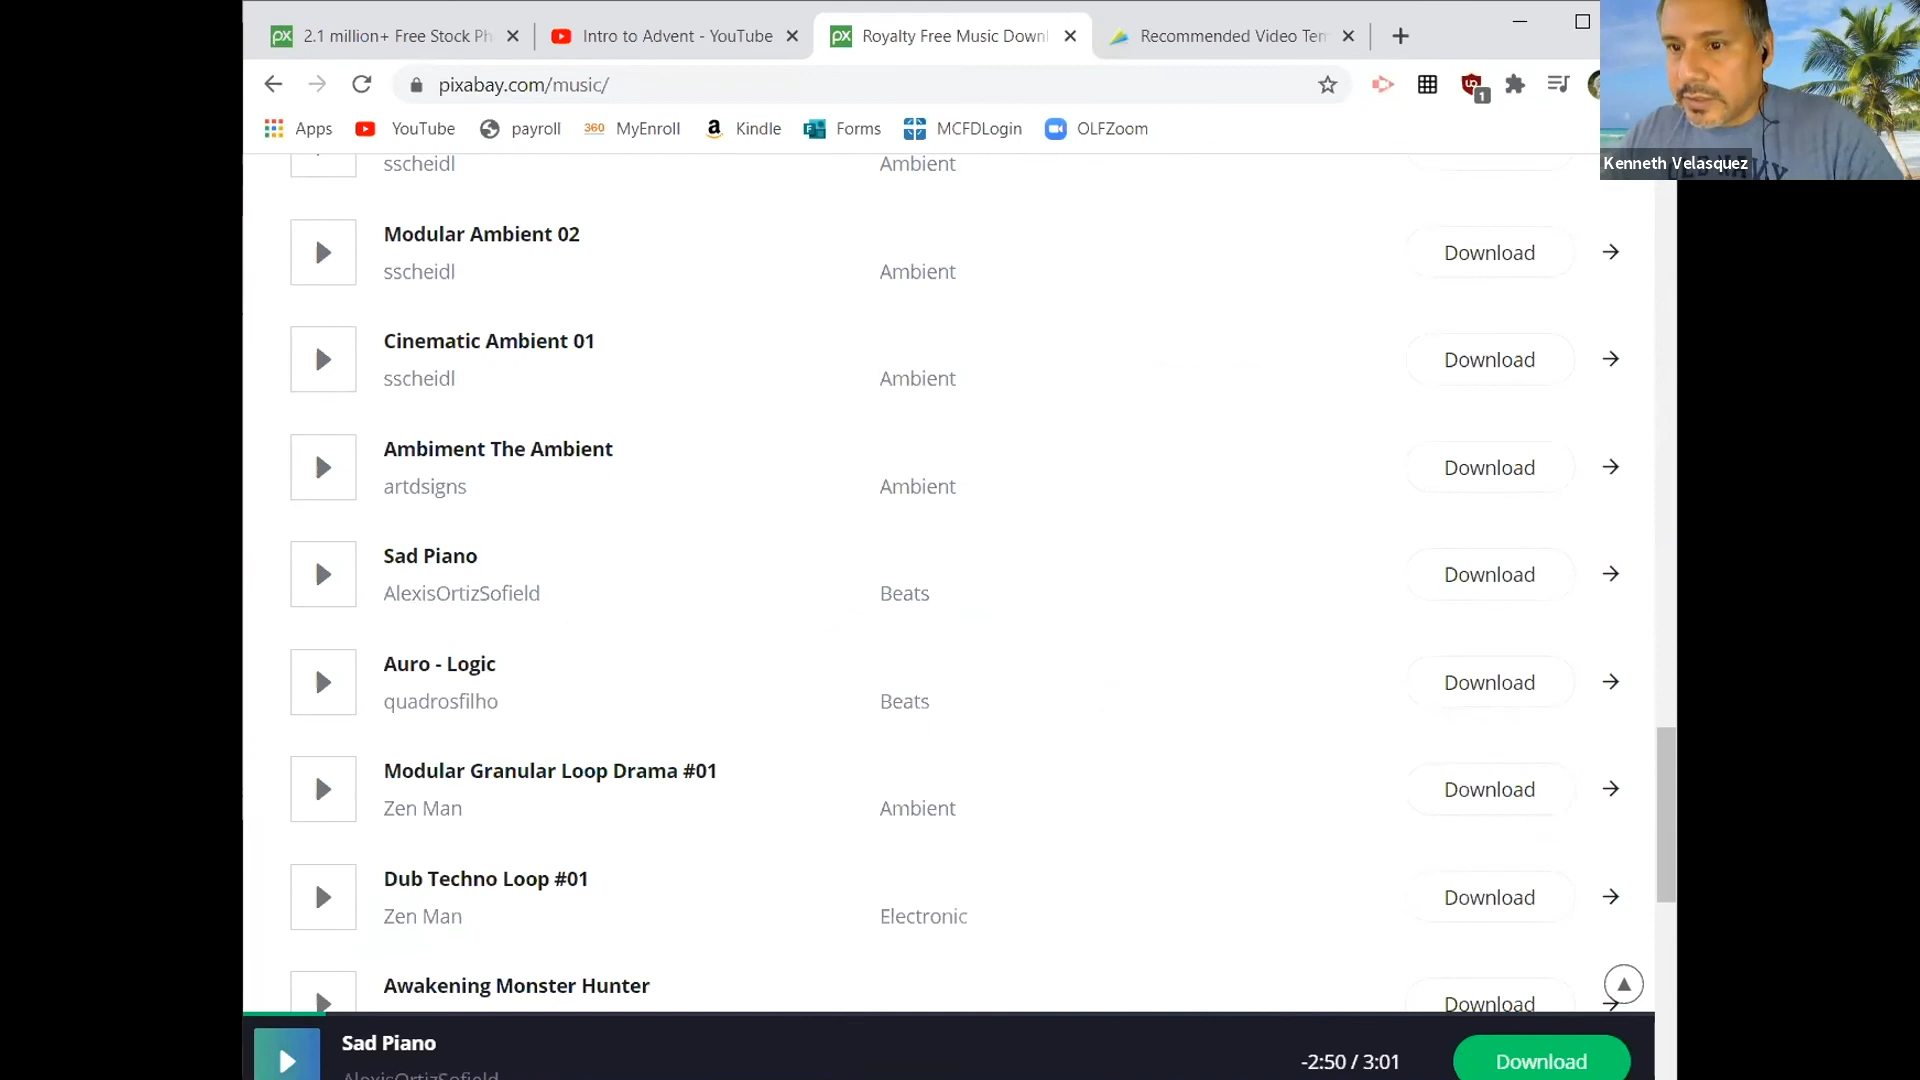 2.1 million+ Free Stock Ph
Intro to Advent - YouTube
Royalty Free Music Downl
Recommended Video Tem
pixabay.com/music/
1
Apps
YouTube
payroll
360 MyEnroll
Kindle
Forms
MCFDLogin
OLFZoom
Kenneth Velasquez
sscheidl
Ambient
Modular Ambient 02
sscheidl
Ambient
Download
Cinematic Ambient 01
sscheidl
Ambient
Download
Ambiment The Ambient
artdsigns
Ambient
Download
Sad Piano
AlexisOrtizSofield
Beats
Download
Auro - Logic
quadrosfilho
Beats
Download
Modular Granular Loop Drama #01
Zen Man
Ambient
Download
Dub Techno Loop #01
Zen Man
Electronic
Download
Awakening Monster Hunter
Download
Sad Piano
AlexisOrtizSofield
-2:50 / 3:01
Download